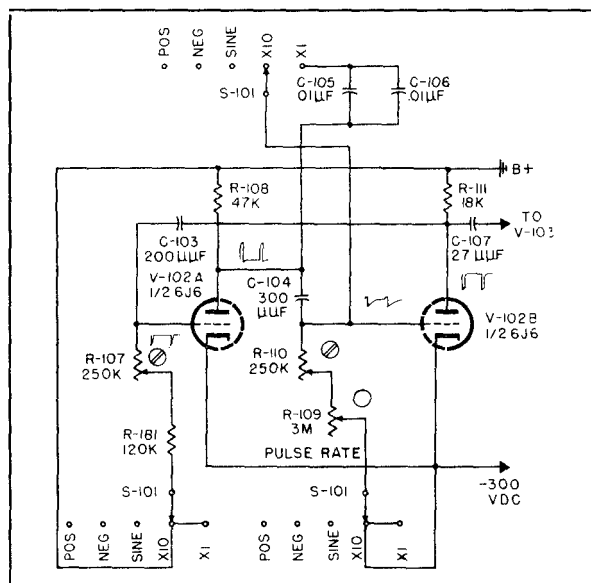 POS
NEG
SINE
X10
X1
S-101
C-105
.01µF
C-106
.01µF
B+
R-108
47K
R-111
18K
TO
V-103
C-103
200µµF
C-107
27µµF
V-102A
1/2 6J6
C-104
300
µµF
V-102B
1/2 6J6
R-107
250K
R-110
250K
R-109
3M
R-181
120K
PULSE RATE
-300
VDC
S-101
S-101
POS
NEG
SINE
X10
X1
POS
NEG
SINE
X10
X1